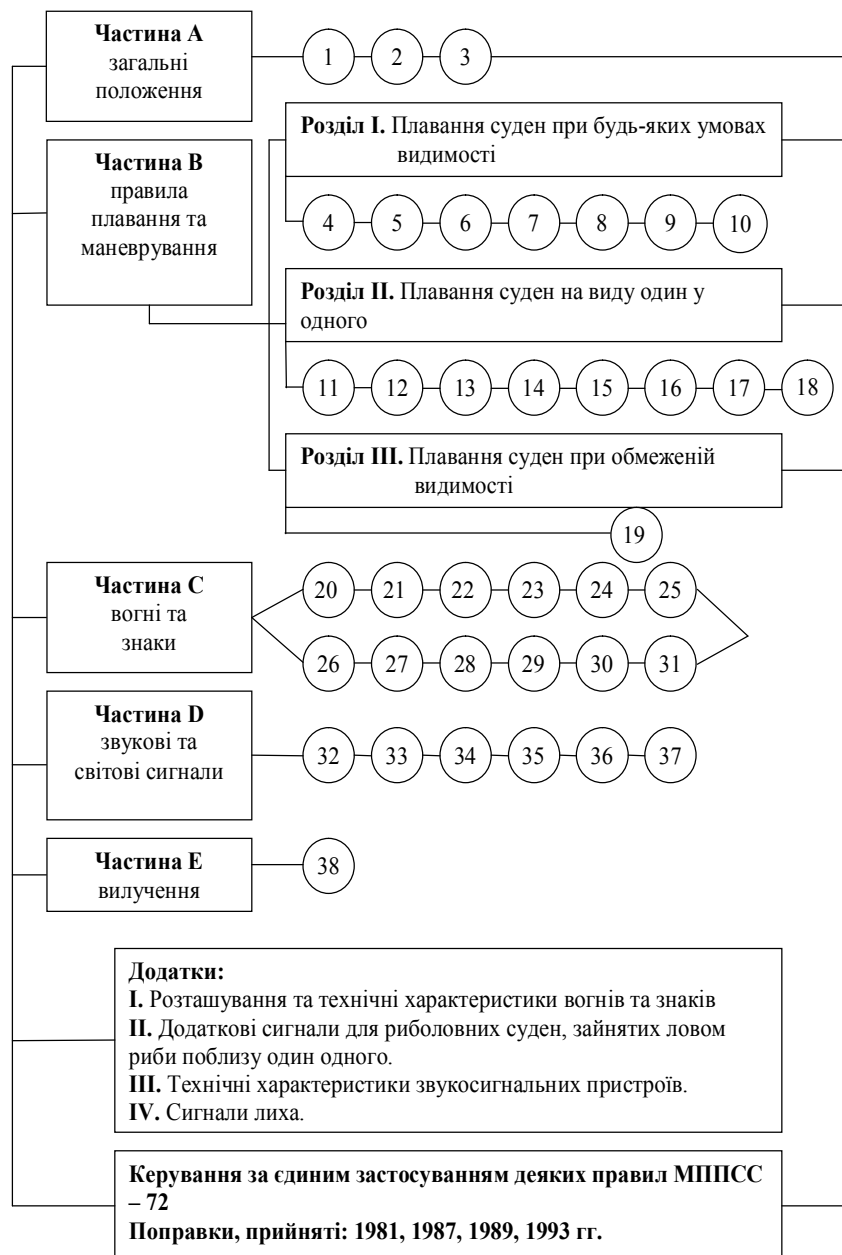 Частина А
загальні
положення
1 2 3
Розділ І. Плавання суден при будь-яких умовах
видимості
Частина В
правила
плавання та
маневрування
4 5 6 7 8 9 10
Розділ ІІ. Плавання суден на виду один у
одного
11 12 13 14 15 16 17 18
Розділ ІІІ. Плавання суден при обмеженій
видимості
19
Частина С
вогні та
знаки
20 21 22 23 24 25
26 27 28 29 30 31
Частина D
звукові та
світові сигнали
32 33 34 35 36 37
Частина Е
вилучення
38
Додатки:
I. Розташування та технічні характеристики вогнів та знаків
II. Додаткові сигнали для риболовних суден, зайнятих ловом
риби поблизу один одного.
III. Технічні характеристики звукосигнальних пристроїв.
IV. Сигнали лиха.
Керування за єдиним застосуванням деяких правил МППСС
– 72
Поправки, прийняті: 1981, 1987, 1989, 1993 гг.